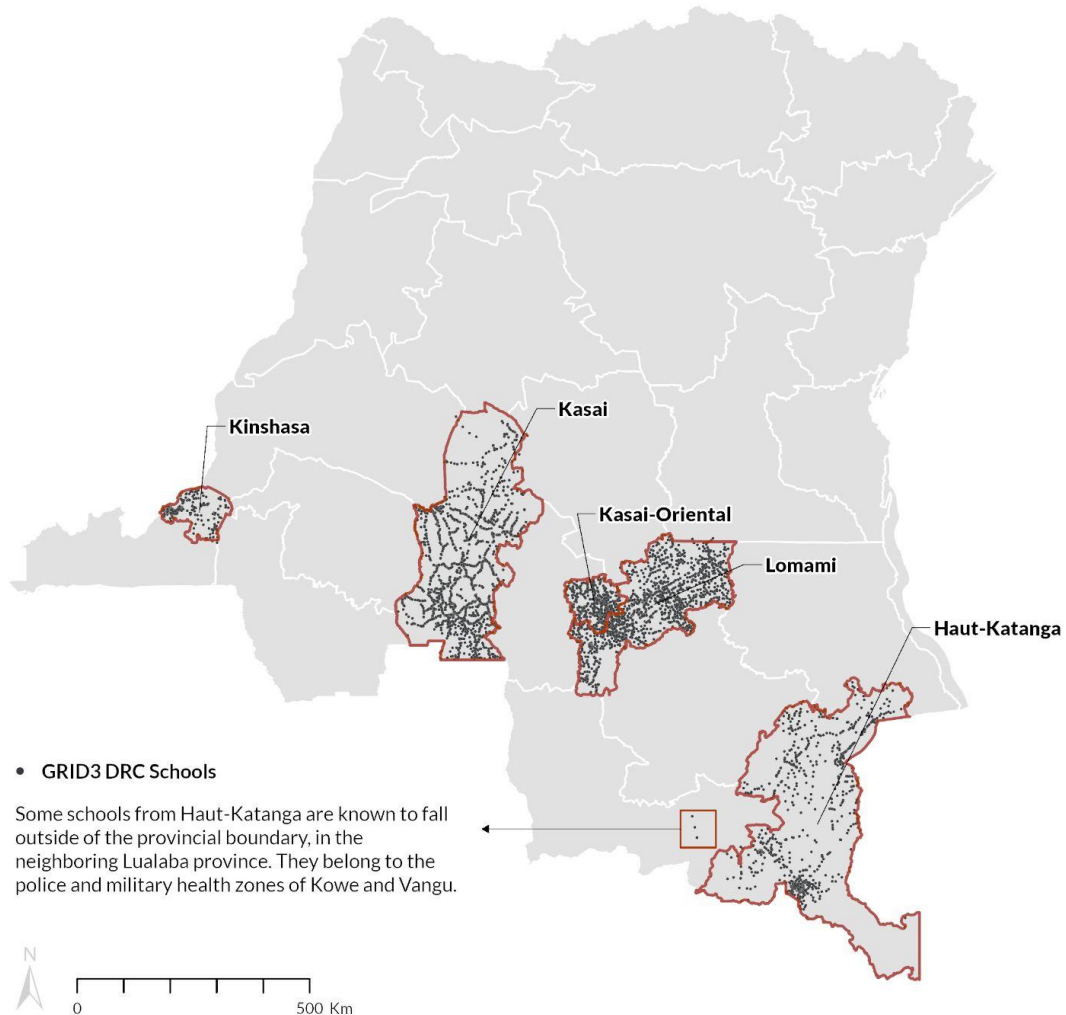 Kasai
Kinshasa
Kasai-Oriental
Lomami
Haut-Katanga
GRID3 DRC Schools
Some schools from Haut-Katanga are known to fall
outside of the provincial boundary, in the
neighboring Lualaba province. They belong to the
police and military health zones of Kowe and Vangu.
N
0 500 Km